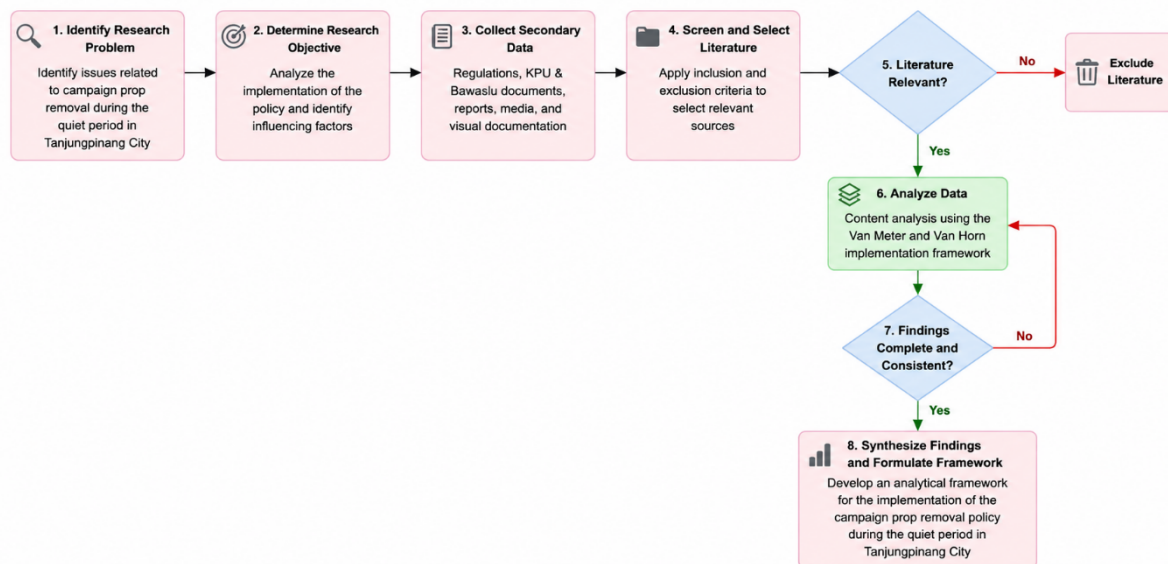 1. Identify Research
Problem
Identify issues related
to campaign prop
removal during the
quiet period in
Tanjungpinang City
2. Determine Research
Objective
Analyze the
implementation of the
policy and identify
influencing factors
3. Collect Secondary
Data
Regulations, KPU &
Bawaslu documents,
reports, media, and
visual documentation
4. Screen and Select
Literature
Apply inclusion and
exclusion criteria to
select relevant
sources
5. Literature
Relevant?
No
Exclude
Literature
Yes
6. Analyze Data
Content analysis using the
Van Meter and Van Horn
implementation framework
7. Findings
Complete and
Consistent?
No
Yes
8. Synthesize Findings
and Formulate Framework
Develop an analytical framework
for the implementation of the
campaign prop removal policy
during the quiet period in
Tanjungpinang City